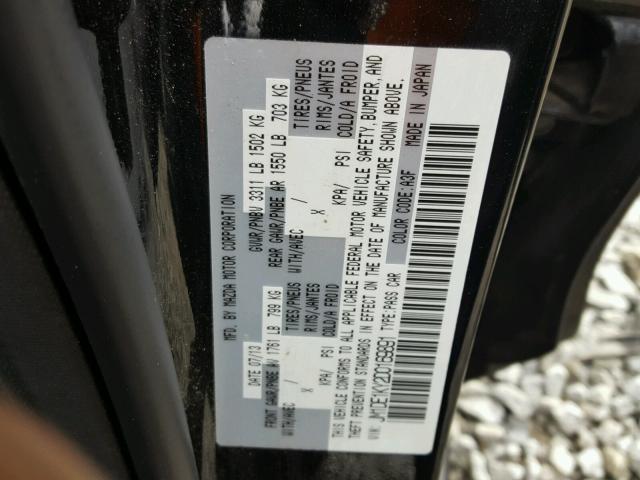 MFD. BY MAZDA MOTOR CORPORATION
DATE 07/13 GVWR/PNBV 3311 LB 1502 KG
FRONT GAWR/PNBE AV 1761 LB 799 KG REAR GAWR/PNBE AR 1550 LB 703 KG
WITH/AVEC TIRES/PNEUS WITH/AVEC TIRES/PNEUS
X / RIMS/JANTES X / RIMS/JANTES
KPA/ PSI COLD/A FROID KPA/ PSI COLD/A FROID
THIS VEHICLE CONFORMS TO ALL APPLICABLE FEDERAL MOTOR VEHICLE SAFETY, BUMPER, AND
THEFT PREVENTION STANDARDS IN EFFECT ON THE DATE OF MANUFACTURE SHOWN ABOVE.
VIN: JM1DE1KY2D0169891 TYPE:PASS CAR COLOR CODE:A3F MADE IN JAPAN